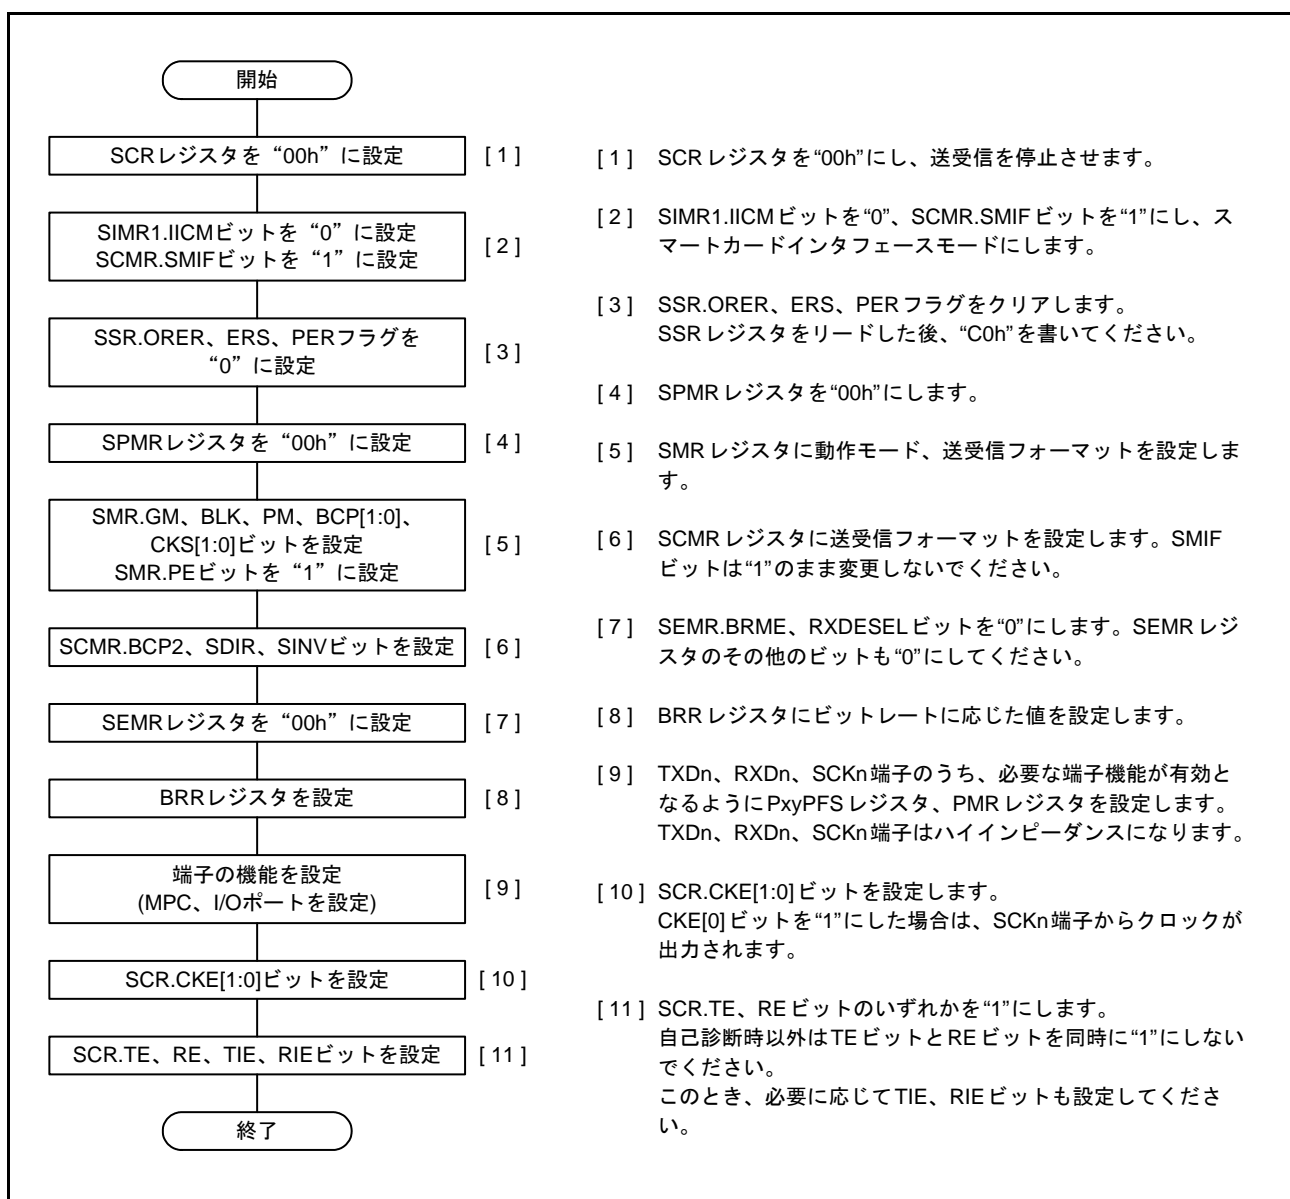 開始
SCRレジスタを“00h”に設定
[ 1 ]
SIMR1.IICMビットを“0”に設定
SCMR.SMIFビットを“1”に設定
[ 2 ]
SSR.ORER、ERS、PERフラグを
“0”に設定
[ 3 ]
SPMRレジスタを“00h”に設定
[ 4 ]
SMR.GM、BLK、PM、BCP[1:0]、
CKS[1:0]ビットを設定
SMR.PEビットを“1”に設定
[ 5 ]
SCMR.BCP2、SDIR、SINVビットを設定
[ 6 ]
SEMRレジスタを“00h”に設定
[ 7 ]
BRRレジスタを設定
[ 8 ]
端子の機能を設定
(MPC、I/Oポートを設定)
[ 9 ]
SCR.CKE[1:0]ビットを設定
[ 10 ]
SCR.TE、RE、TIE、RIEビットを設定
[ 11 ]
終了
[ 1 ] SCRレジスタを“00h”にし、送受信を停止させます。
[ 2 ] SIMR1.IICMビットを“0”、SCMR.SMIFビットを“1”にし、ス
マートカードインタフェースモードにします。
[ 3 ] SSR.ORER、ERS、PERフラグをクリアします。
SSRレジスタをリードした後、“C0h”を書いてください。
[ 4 ] SPMRレジスタを“00h”にします。
[ 5 ] SMRレジスタに動作モード、送受信フォーマットを設定しま
す。
[ 6 ] SCMRレジスタに送受信フォーマットを設定します。SMIF
ビットは“1”のまま変更しないでください。
[ 7 ] SEMR.BRME、RXDESELビットを“0”にします。SEMRレジ
スタのその他のビットも“0”にしてください。
[ 8 ] BRRレジスタにビットレートに応じた値を設定します。
[ 9 ] TXDn、RXDn、SCKn端子のうち、必要な端子機能が有効と
なるようにPxyPFSレジスタ、PMRレジスタを設定します。
TXDn、RXDn、SCKn端子はハイインピーダンスになります。
[ 10 ] SCR.CKE[1:0]ビットを設定します。
CKE[0]ビットを“1”にした場合は、SCKn端子からクロックが
出力されます。
[ 11 ] SCR.TE、REビットのいずれかを“1”にします。
自己診断時以外はTEビットとREビットを同時に“1”にしない
でください。
このとき、必要に応じてTIE、RIEビットも設定してくださ
い。